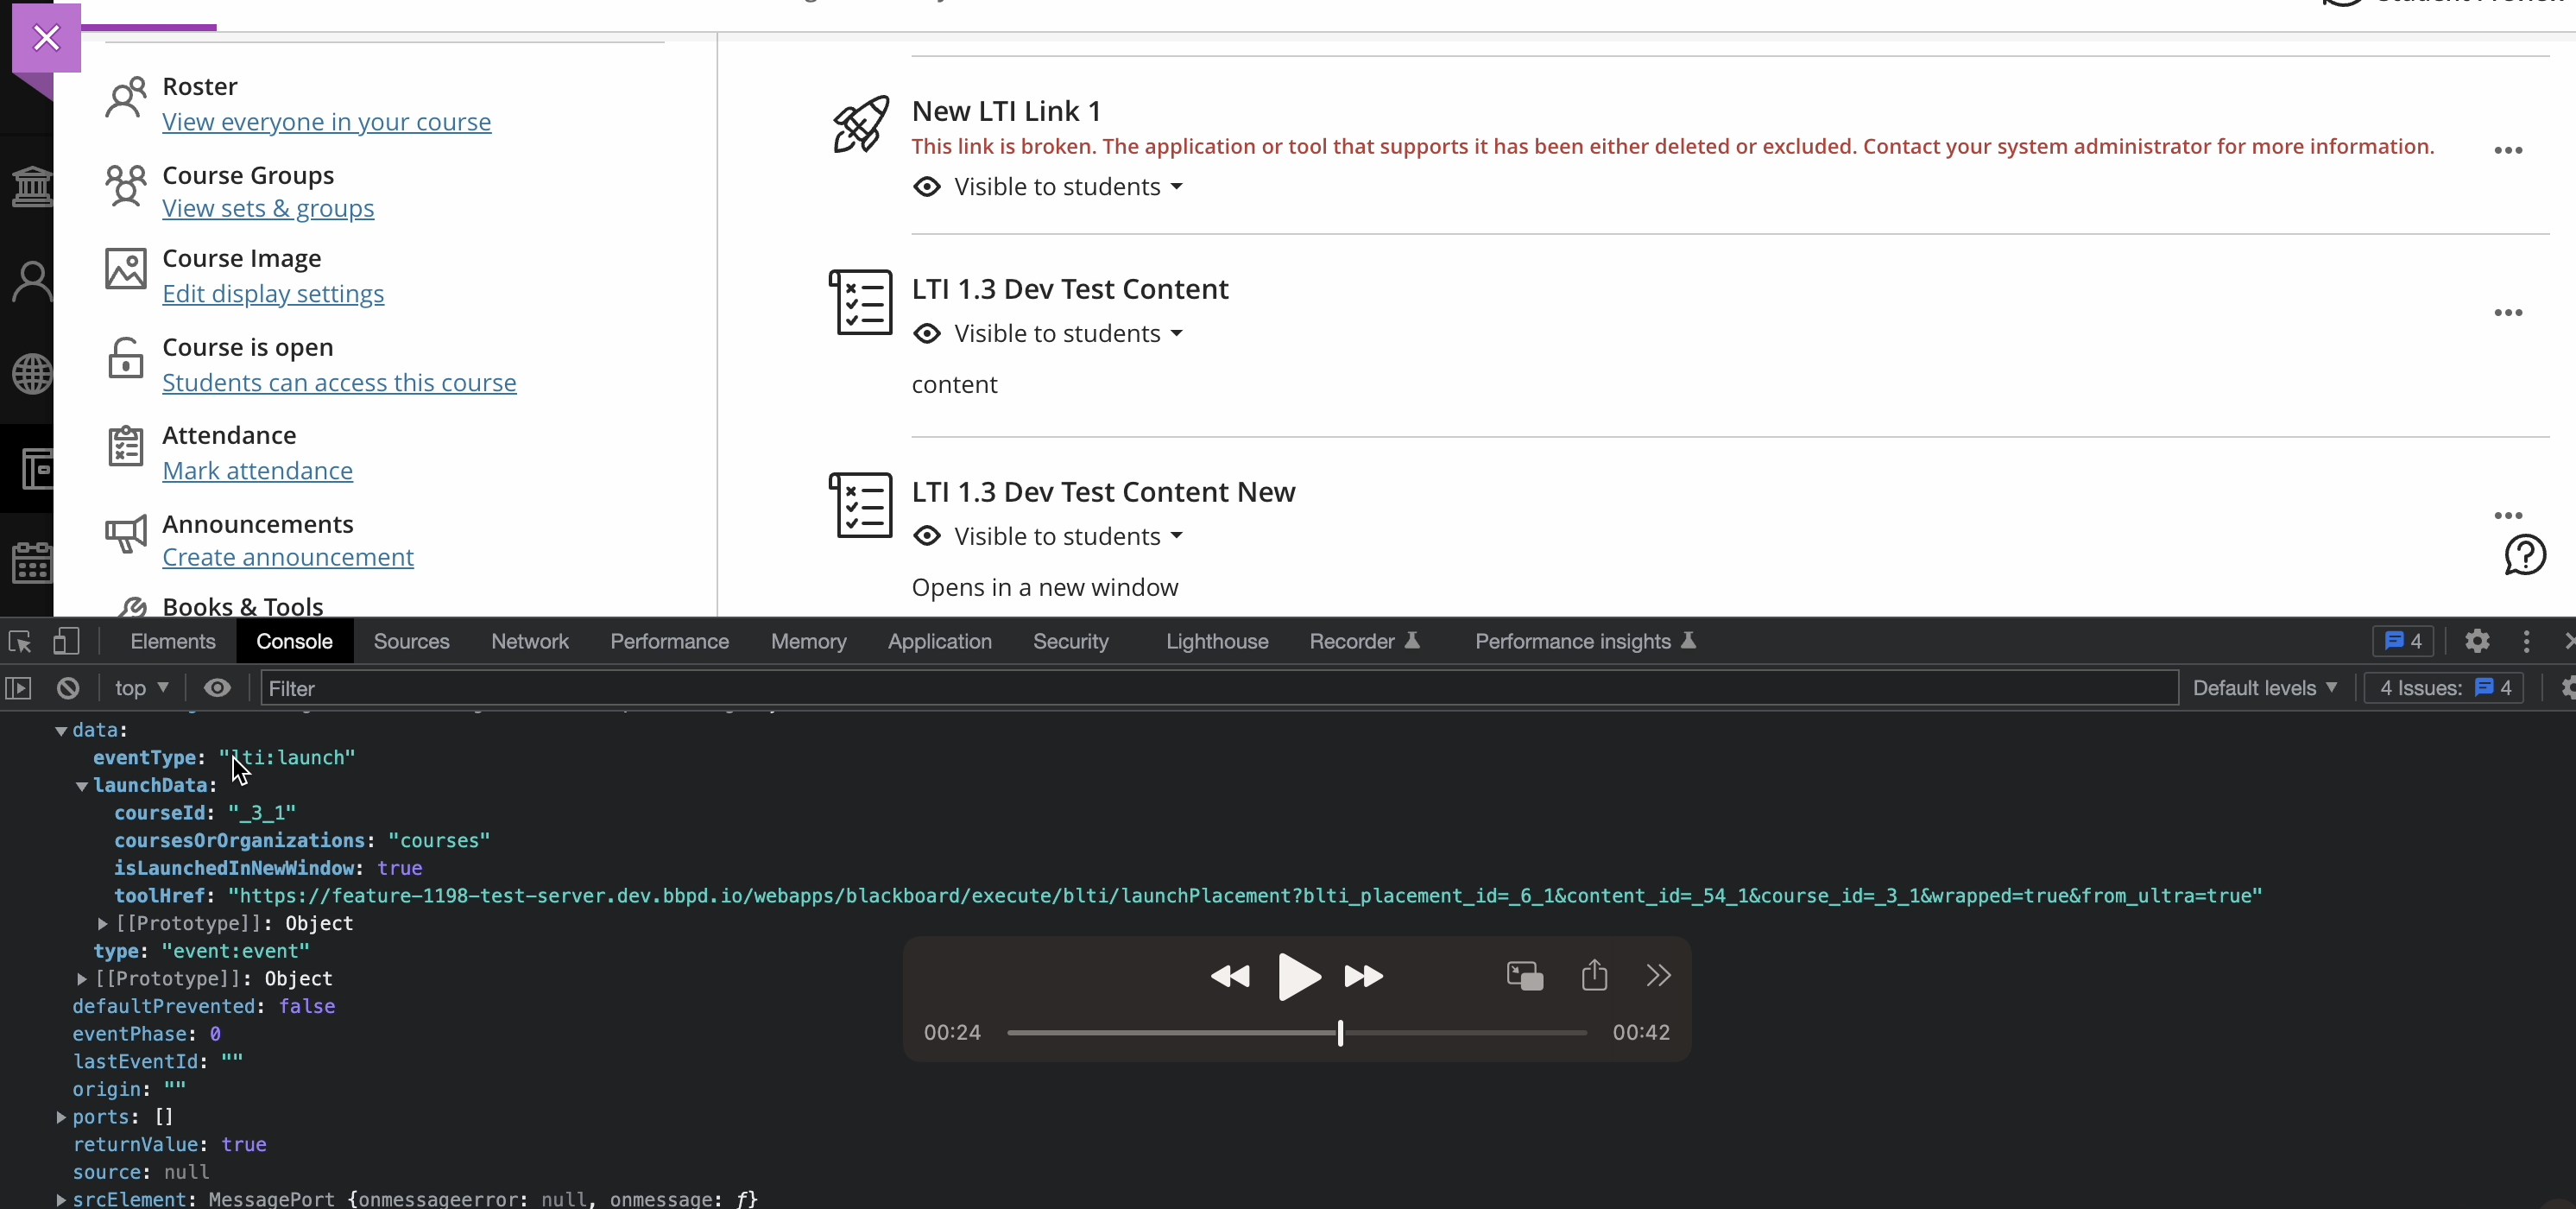 Roster
View everyone in your course
Course Groups
View sets & groups
Course Image
Edit display settings
Course is open
Students can access this course
Attendance
Mark attendance
Announcements
Create announcement
Books & Tools
New LTI Link 1
This link is broken. The application or tool that supports it has been either deleted or excluded. Contact your system administrator for more information.
Visible to students
LTI 1.3 Dev Test Content
Visible to students
content
LTI 1.3 Dev Test Content New
Visible to students
Opens in a new window
Elements Console Sources Network Performance Memory Application Security Lighthouse Recorder Performance insights 4
top Filter Default levels 4 Issues: 4
data:
eventType: "lti:launch"
launchData:
courseId: "_3_1"
coursesOrOrganizations: "courses"
isLaunchedInNewWindow: true
toolHref: "https://feature-1198-test-server.dev.bbpd.io/webapps/blackboard/execute/blti/launchPlacement?blti_placement_id=_6_1&content_id=_54_1&course_id=_3_1&wrapped=true&from_ultra=true"
[[Prototype]]: Object
type: "event:event"
[[Prototype]]: Object
defaultPrevented: false
eventPhase: 0
lastEventId: ""
origin: ""
ports: []
returnValue: true
source: null
srcElement: MessagePort {onmessageerror: null, onmessage: f}
00:24 00:42